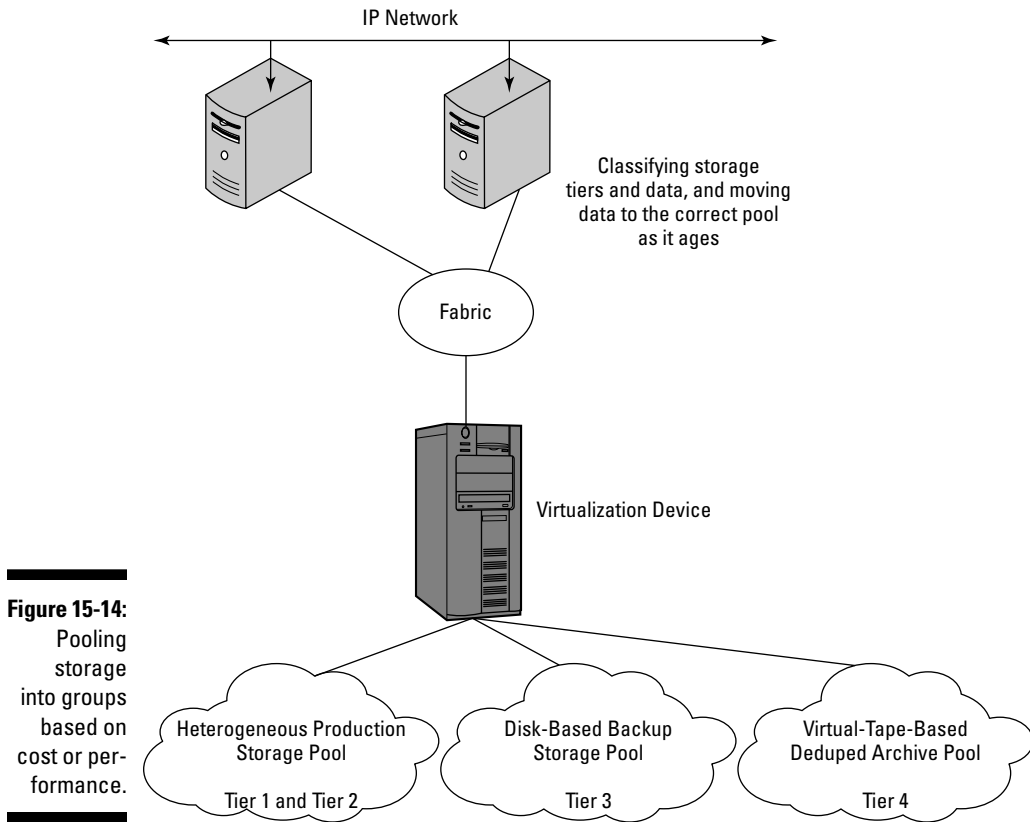 IP Network
Classifying storage
tiers and data, and moving
data to the correct pool
as it ages
Fabric
Virtualization Device
Figure 15-14:
Pooling
storage
into groups
based on
cost or per-
formance.
Heterogeneous Production
Storage Pool
Tier 1 and Tier 2
Disk-Based Backup
Storage Pool
Tier 3
Virtual-Tape-Based
Deduped Archive Pool
Tier 4